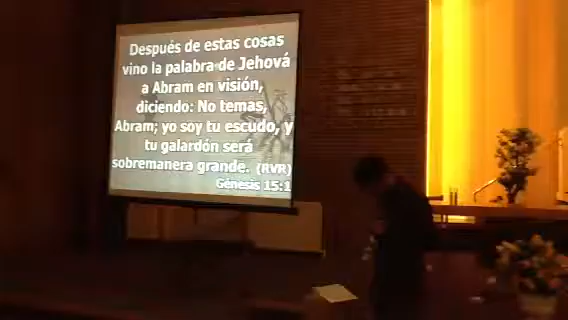 Después de estas cosas
vino la palabra de Jehová
a Abram en visión,
diciendo: No temas,
Abram; yo soy tu escudo, y
tu galardón será
sobremanera grande. (RVR)
Génesis 15:1